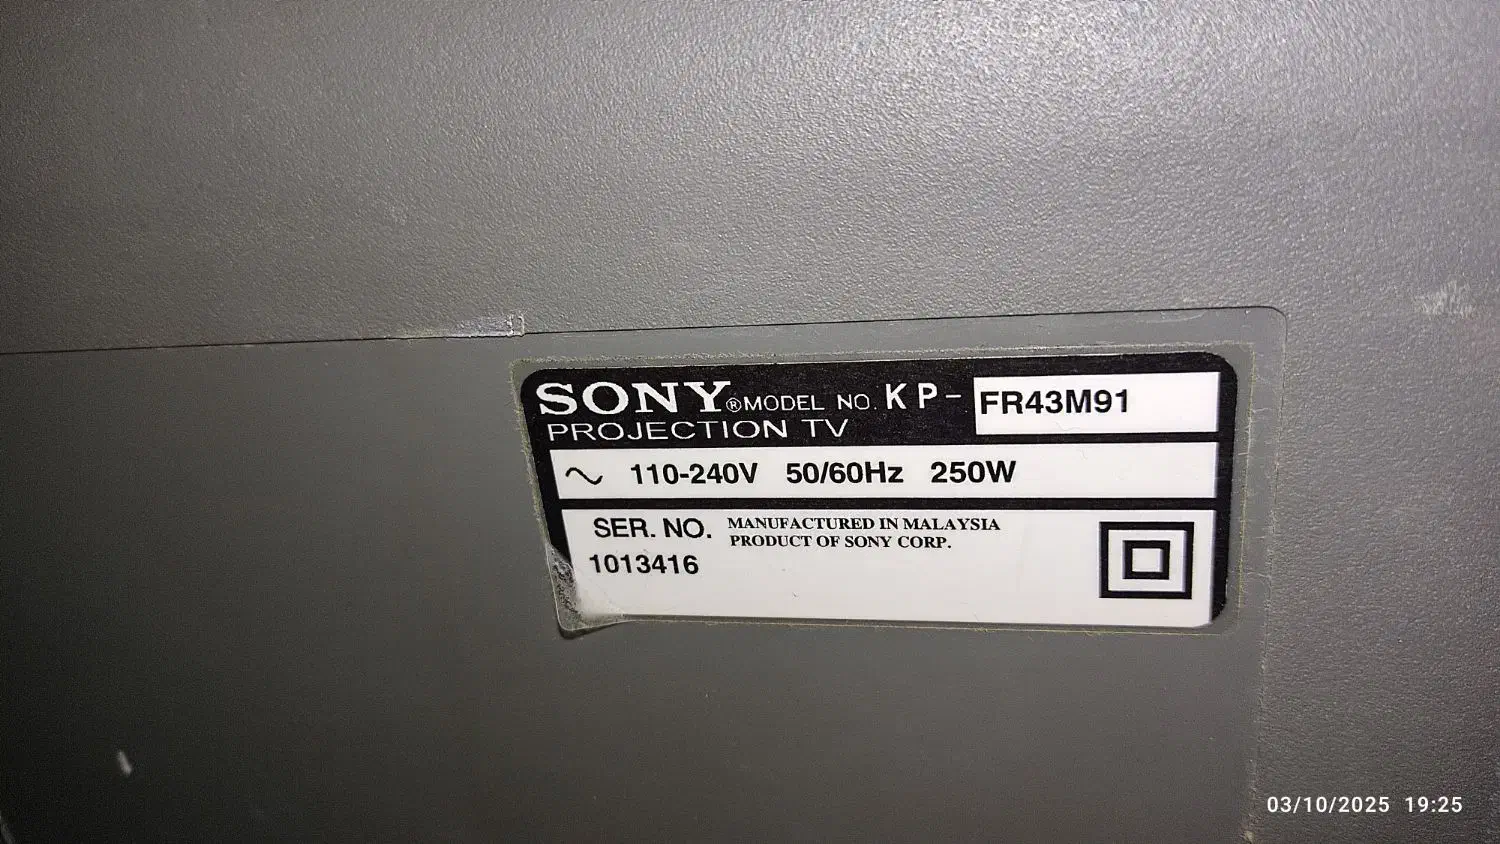 SONY® MODEL NO. KP-FR43M91
PROJECTION TV
~ 110-240V 50/60Hz 250W
SER. NO. MANUFACTURED IN MALAYSIA
PRODUCT OF SONY CORP.
1013416
03/10/2025 19:25